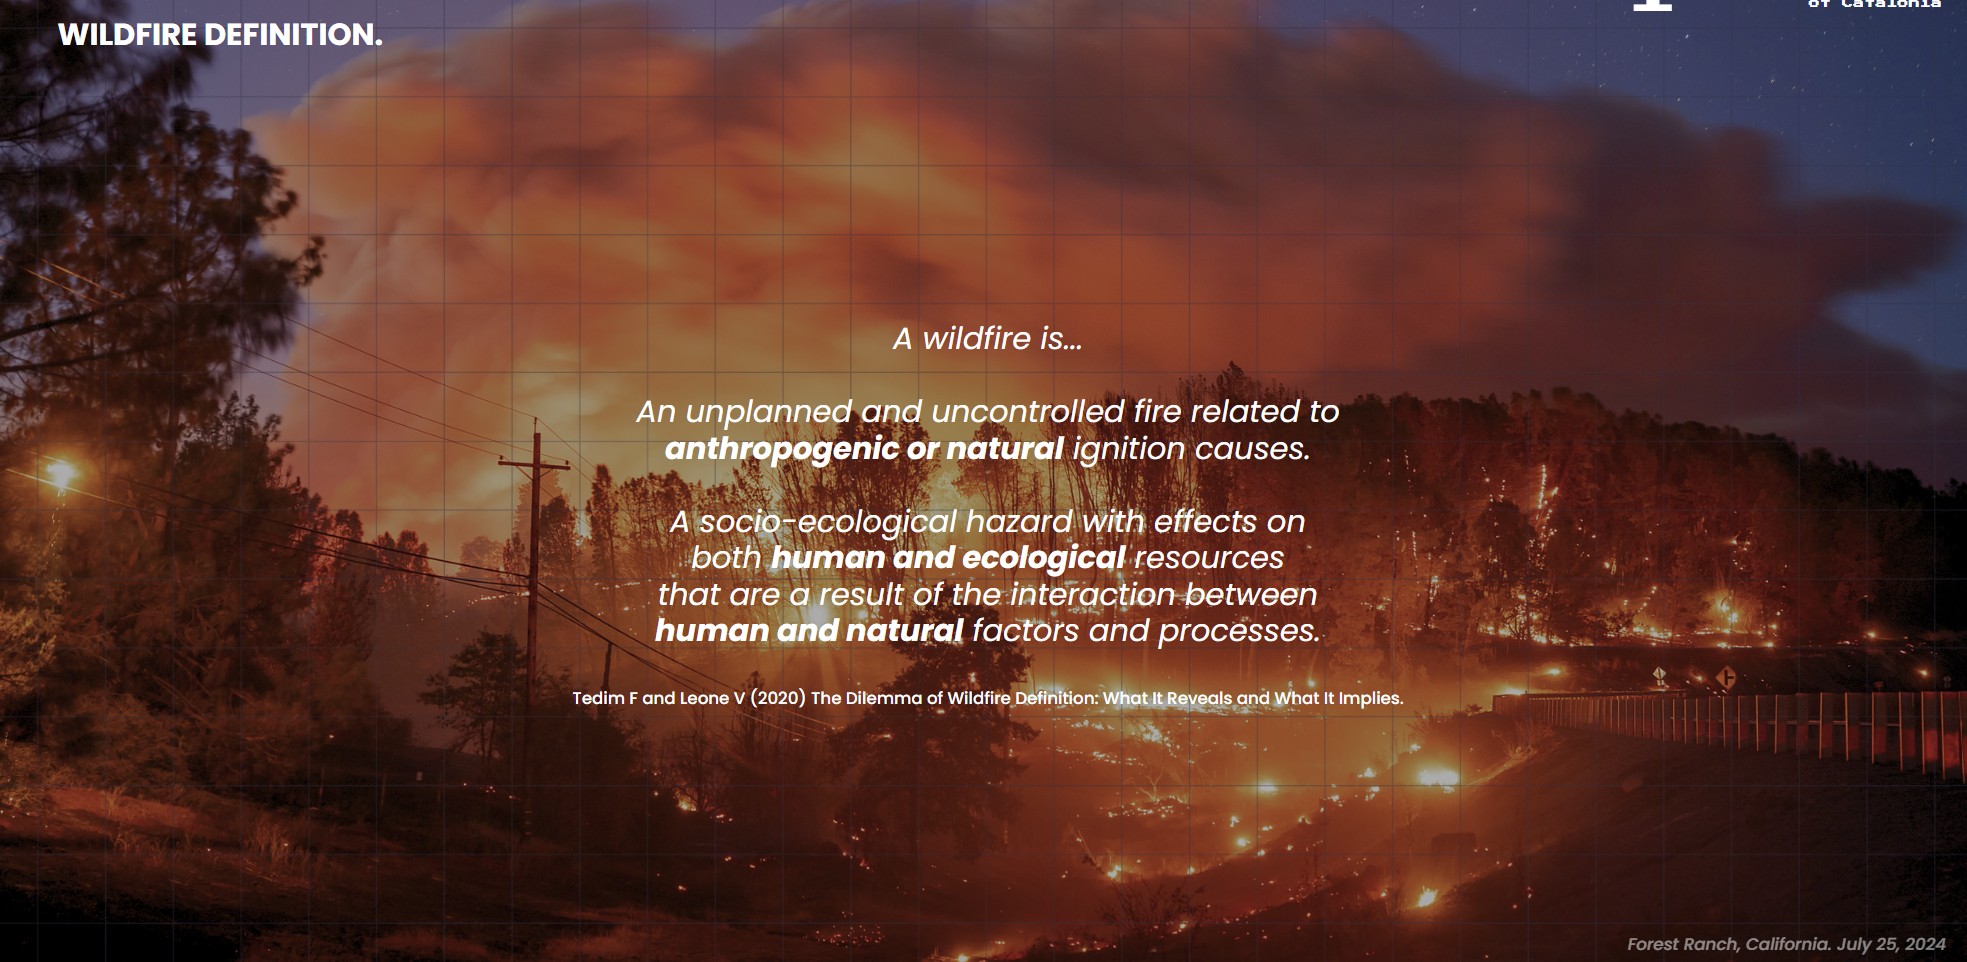 of Catalonia
WILDFIRE DEFINITION.
A wildfire is...
An unplanned and uncontrolled fire related to
anthropogenic or natural ignition causes.
A socio-ecological hazard with effects on
both human and ecological resources
that are a result of the interaction between
human and natural factors and processes.
Tedim F and Leone V (2020) The Dilemma of Wildfire Definition: What It Reveals and What It Implies.
Forest Ranch, California. July 25, 2024